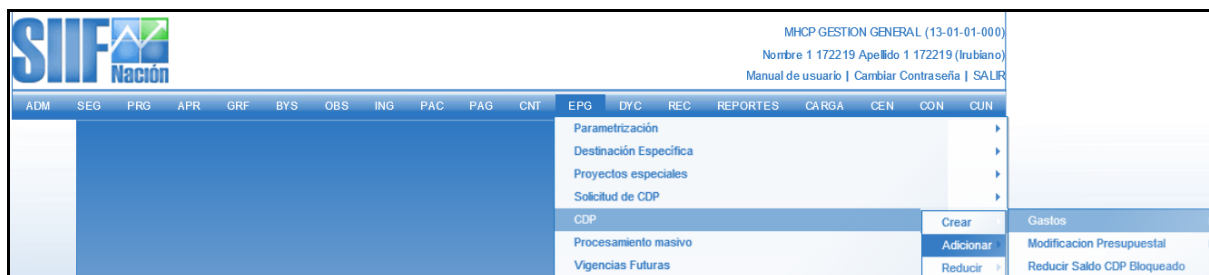 SIIF
Nación
MHCP GESTION GENERAL (13-01-01-000)
Nombre 1 172219 Apellido 1 172219 (lrubiano)
Manual de usuario | Cambiar Contraseña | SALIR
ADM SEG PRG APR GRF BYS OBS ING PAC PAG CNT EPG DYC REC REPORTES CARGA CEN CON CUN
Parametrización
Destinación Específica
Proyectos especiales
Solicitud de CDP
CDP Crear Gastos
Procesamiento masivo Adicionar Modificacion Presupuestal
Vigencias Futuras Reducir Reducir Saldo CDP Bloqueado